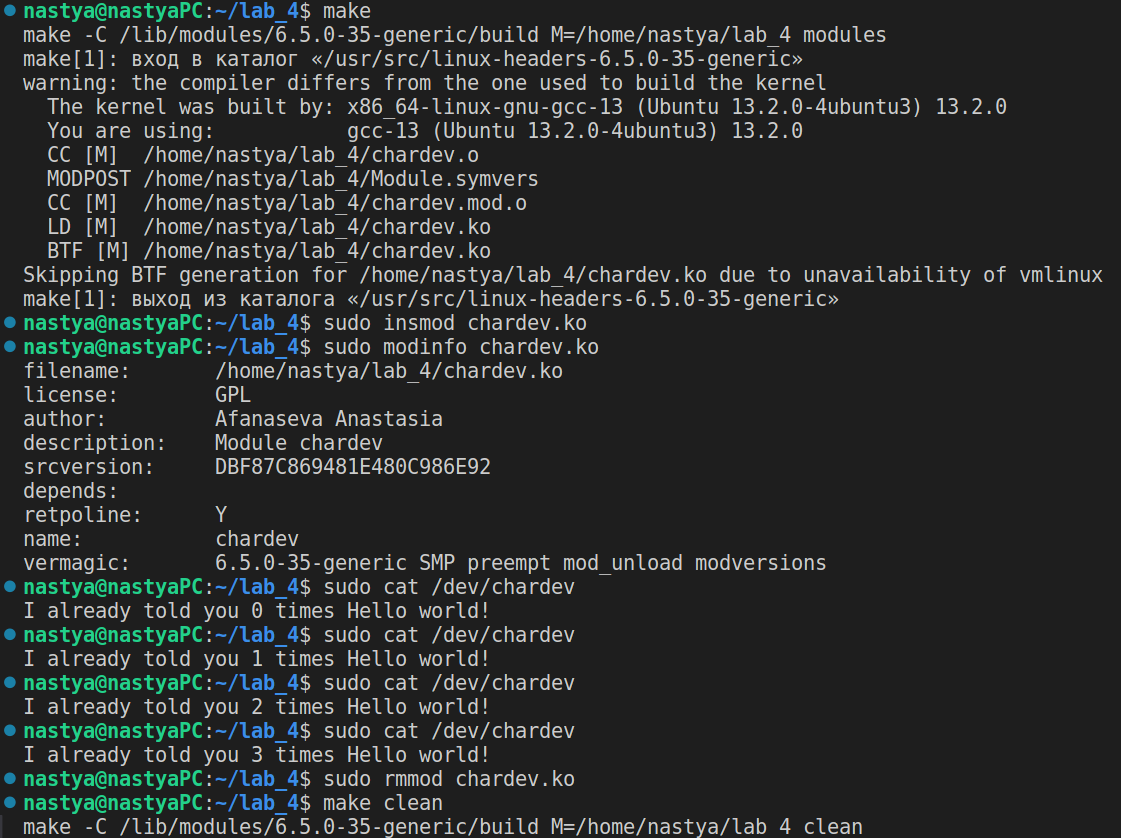 nastya@nastyaPC:~/lab_4$ make
make -C /lib/modules/6.5.0-35-generic/build M=/home/nastya/lab_4 modules
make[1]: вход в каталог «/usr/src/linux-headers-6.5.0-35-generic»
warning: the compiler differs from the one used to build the kernel
  The kernel was built by: x86_64-linux-gnu-gcc-13 (Ubuntu 13.2.0-4ubuntu3) 13.2.0
  You are using:           gcc-13 (Ubuntu 13.2.0-4ubuntu3) 13.2.0
  CC [M]  /home/nastya/lab_4/chardev.o
  MODPOST /home/nastya/lab_4/Module.symvers
  CC [M]  /home/nastya/lab_4/chardev.mod.o
  LD [M]  /home/nastya/lab_4/chardev.ko
  BTF [M] /home/nastya/lab_4/chardev.ko
Skipping BTF generation for /home/nastya/lab_4/chardev.ko due to unavailability of vmlinux
make[1]: выход из каталога «/usr/src/linux-headers-6.5.0-35-generic»
nastya@nastyaPC:~/lab_4$ sudo insmod chardev.ko
nastya@nastyaPC:~/lab_4$ sudo modinfo chardev.ko
filename:       /home/nastya/lab_4/chardev.ko
license:        GPL
author:         Afanaseva Anastasia
description:    Module chardev
srcversion:     DBF87C869481E480C986E92
depends:
retpoline:      Y
name:           chardev
vermagic:       6.5.0-35-generic SMP preempt mod_unload modversions
nastya@nastyaPC:~/lab_4$ sudo cat /dev/chardev
I already told you 0 times Hello world!
nastya@nastyaPC:~/lab_4$ sudo cat /dev/chardev
I already told you 1 times Hello world!
nastya@nastyaPC:~/lab_4$ sudo cat /dev/chardev
I already told you 2 times Hello world!
nastya@nastyaPC:~/lab_4$ sudo cat /dev/chardev
I already told you 3 times Hello world!
nastya@nastyaPC:~/lab_4$ sudo rmmod chardev.ko
nastya@nastyaPC:~/lab_4$ make clean
make -C /lib/modules/6.5.0-35-generic/build M=/home/nastya/lab_4 clean